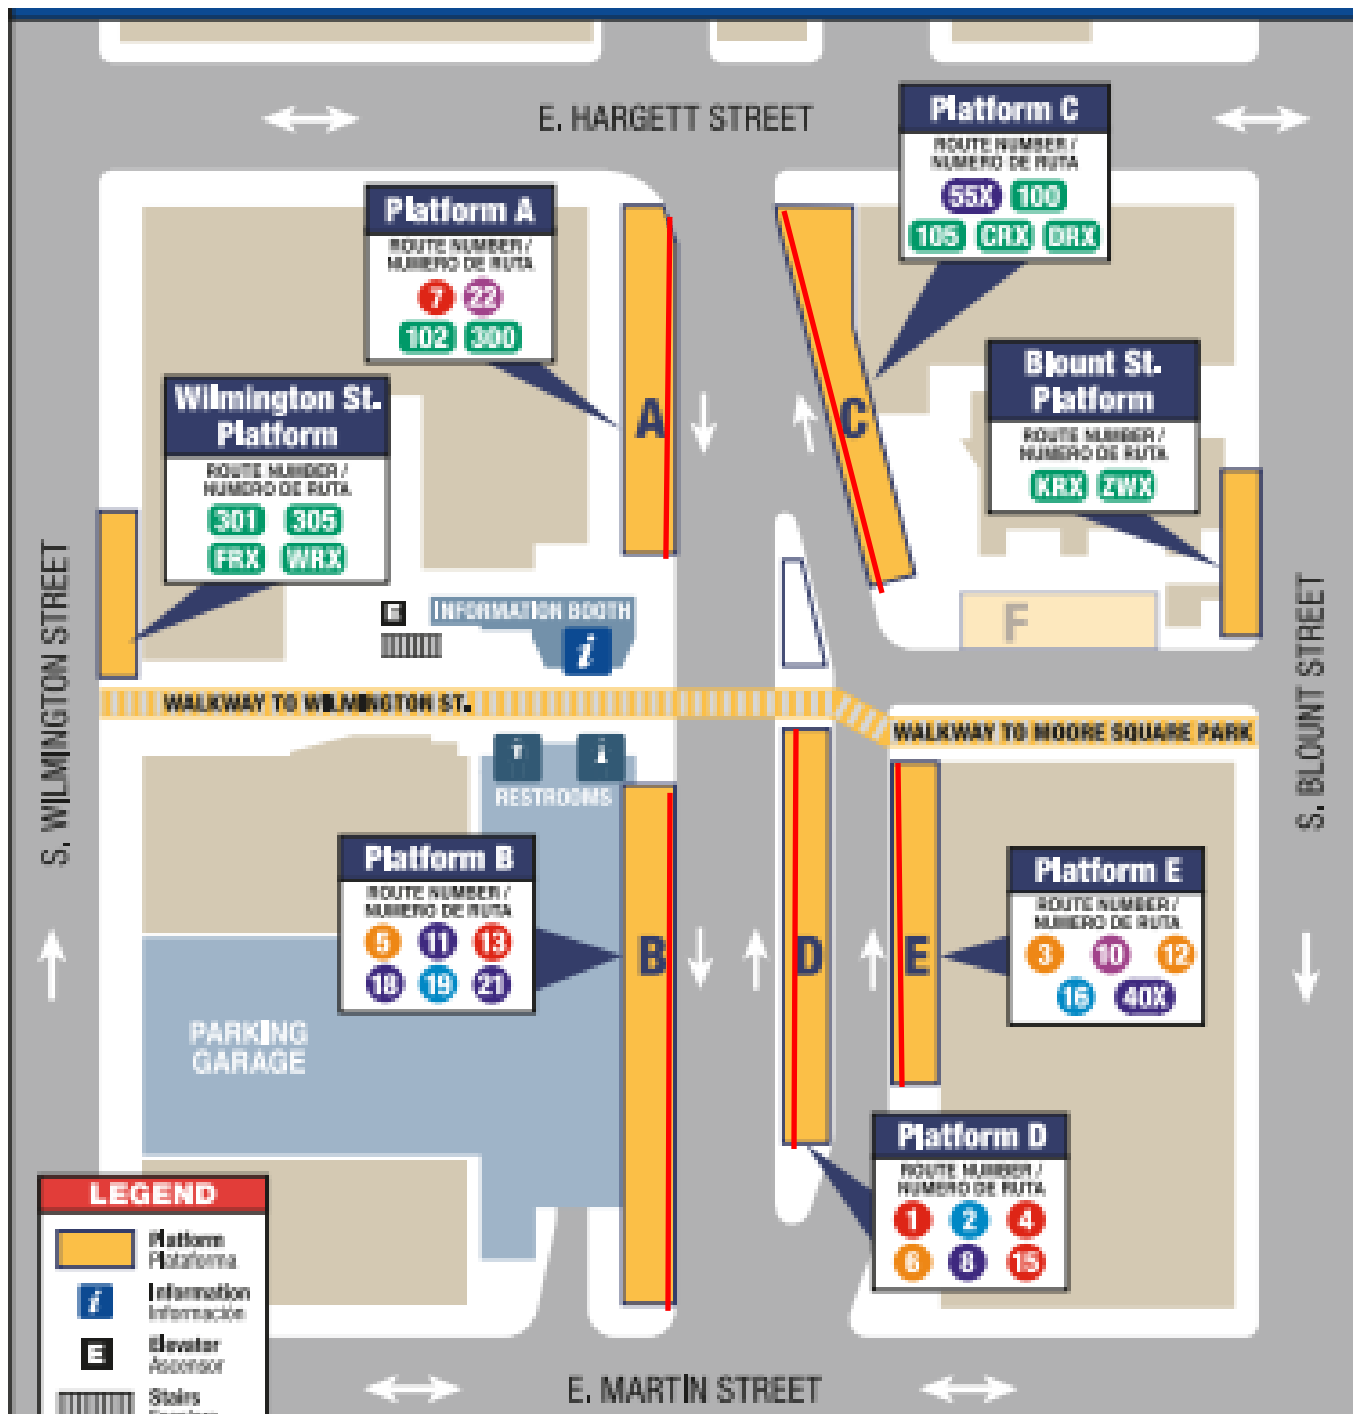 E. HARGETT STREET
Platform C
ROUTE NUMBER /
NUMERO DE RUTA
55X 100
105 CRX DRX
Platform A
ROUTE NUMBER /
NUMERO DE RUTA
7 22
102 300
A
C
Blount St.
Platform
ROUTE NUMBER /
NUMERO DE RUTA
KRX ZWX
Wilmington St.
Platform
ROUTE NUMBER /
NUMERO DE RUTA
301 305
FRX WRX
S. WILMINGTON STREET
S. BLOUNT STREET
E
INFORMATION BOOTH
i
F
WALKWAY TO WILMINGTON ST.
WALKWAY TO MOORE SQUARE PARK
RESTROOMS
Platform B
ROUTE NUMBER /
NUMERO DE RUTA
5 11 13
18 19 21
B
D
E
Platform E
ROUTE NUMBER /
NUMERO DE RUTA
3 10 12
16 40X
PARKING
GARAGE
Platform D
ROUTE NUMBER /
NUMERO DE RUTA
1 2 4
6 8 15
LEGEND
Platform
Plataforma
i
Information
Información
E
Elevator
Ascensor
Stairs
E. MARTIN STREET